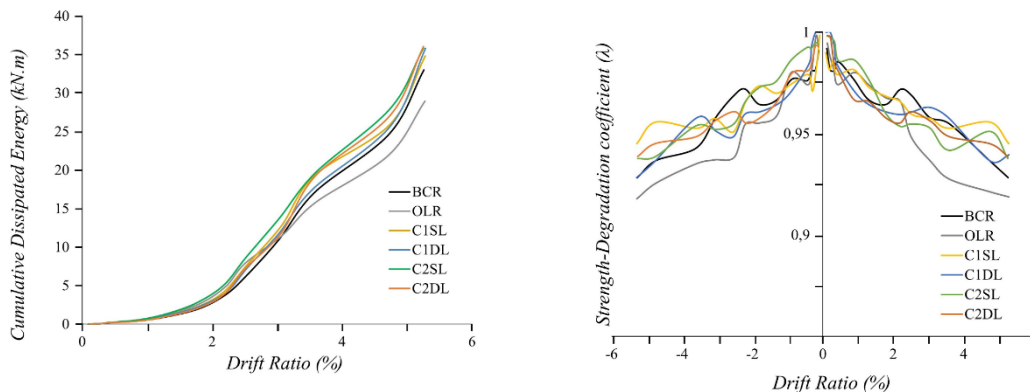 Cumulative Dissipated Energy (kN.m)
40
35
30
25
20
15
10
5
0
BCR
OLR
C1SL
C1DL
C2SL
C2DL
0
2
4
6
Drift Ratio (%)
Strength-Degradation coefficient (λ)
1
0,95
0,9
BCR
OLR
C1SL
C1DL
C2SL
C2DL
-6
-4
-2
0
2
4
Drift Ratio (%)